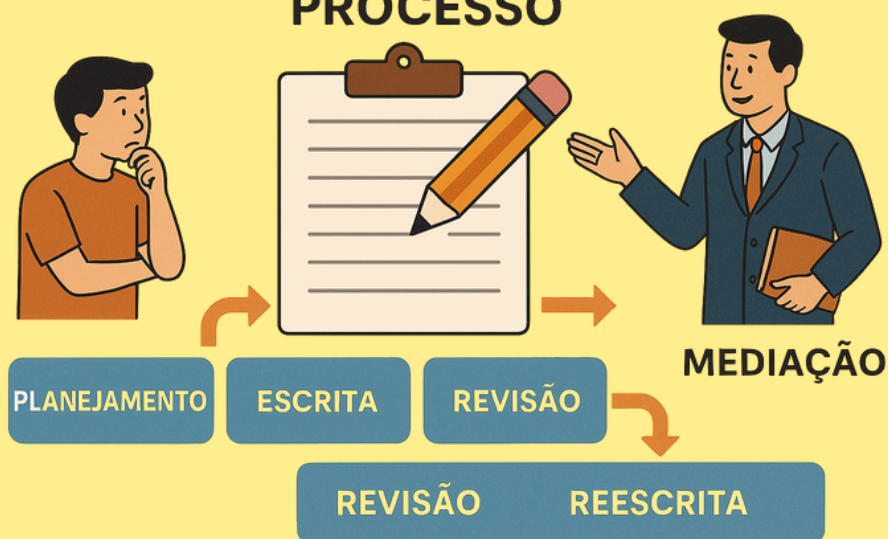 PROCESSO
MEDIAÇÃO
PLANEJAMENTO
ESCRITA
REVISÃO
REVISÃO REESCRITA